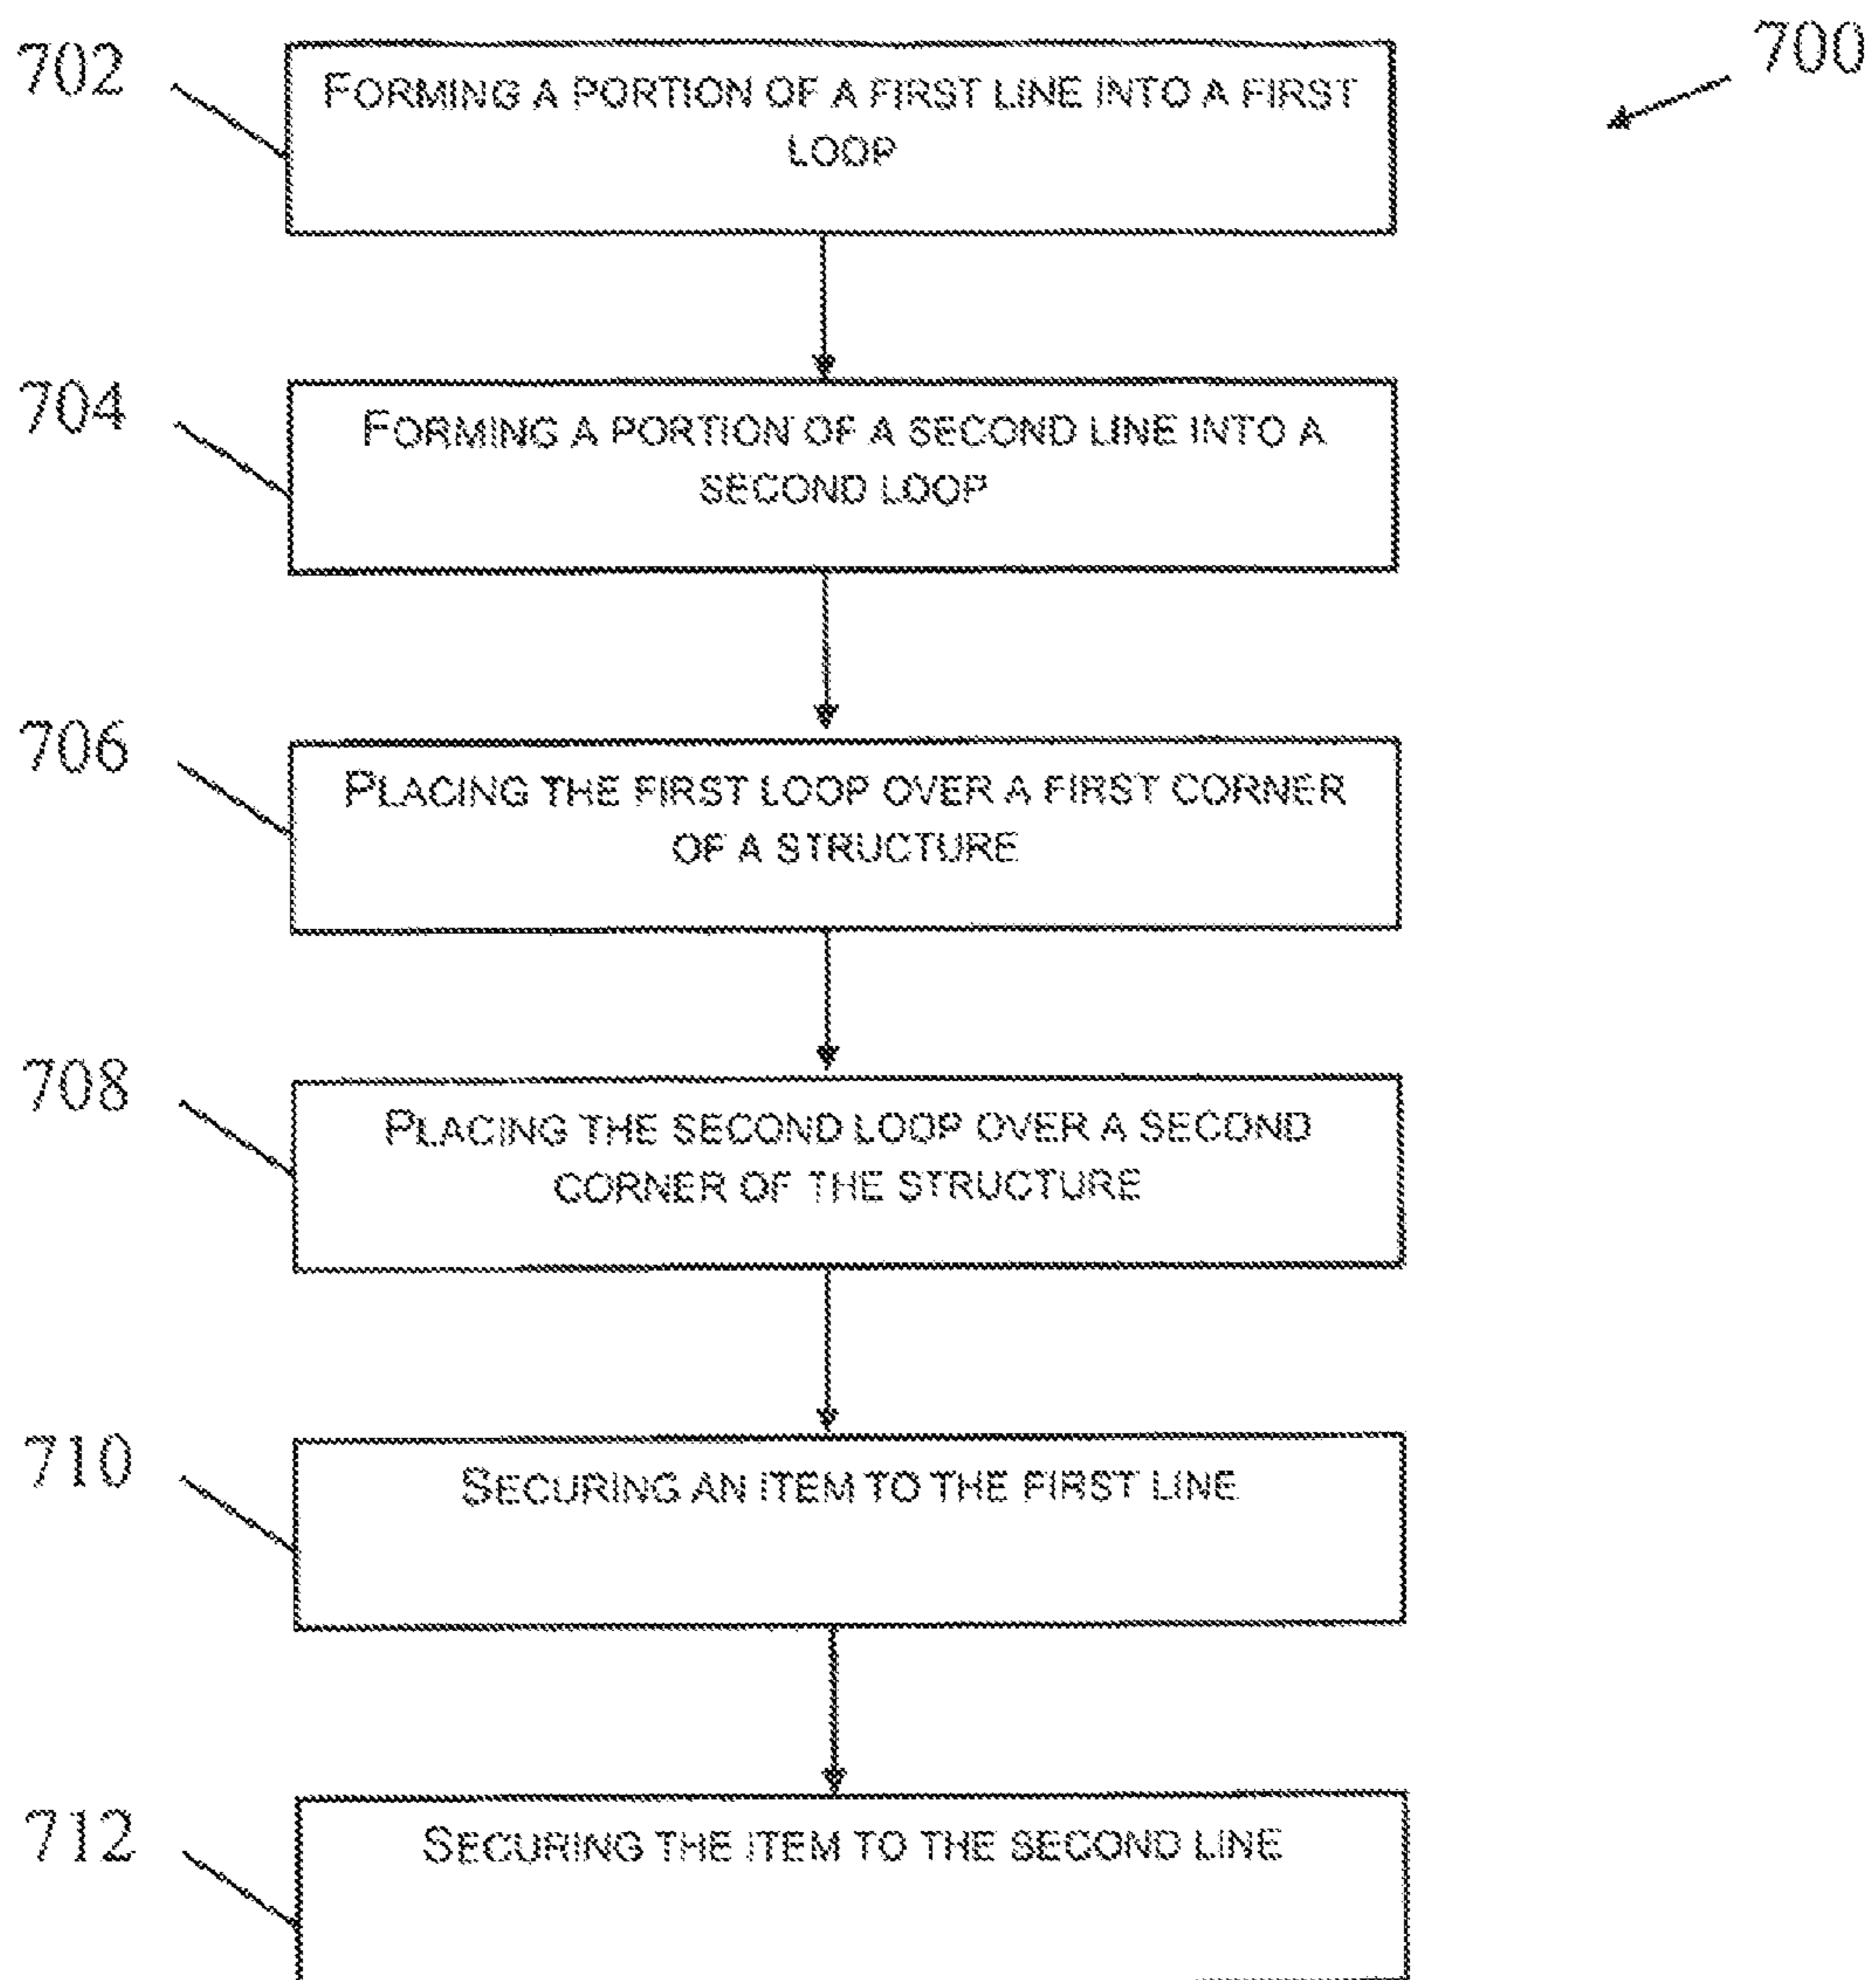 700
702
FORMING A PORTION OF A FIRST LINE INTO A FIRST
LOOP
704
FORMING A PORTION OF A SECOND LINE INTO A
SECOND LOOP
706
PLACING THE FIRST LOOP OVER A FIRST CORNER
OF A STRUCTURE
708
PLACING THE SECOND LOOP OVER A SECOND
CORNER OF THE STRUCTURE
710
SECURING AN ITEM TO THE FIRST LINE
712
SECURING THE ITEM TO THE SECOND LINE